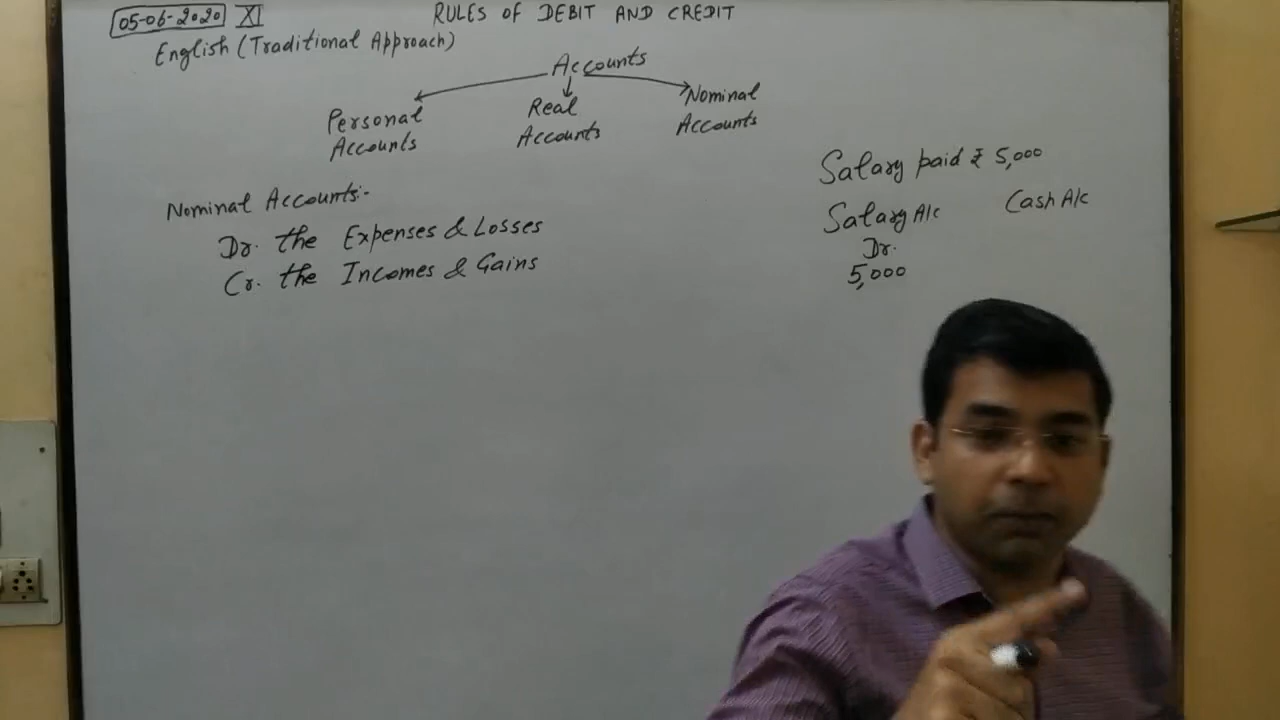 05-06-2020 XI RULES OF DEBIT AND CREDIT
English (Traditional Approach)
Accounts
Personal Accounts
Real Accounts
Nominal Accounts
Nominal Accounts:-
Dr. the Expenses & Losses
Cr. the Incomes & Gains
Salary paid ₹ 5,000
Salary A/c Cash A/c
Dr.
5,000